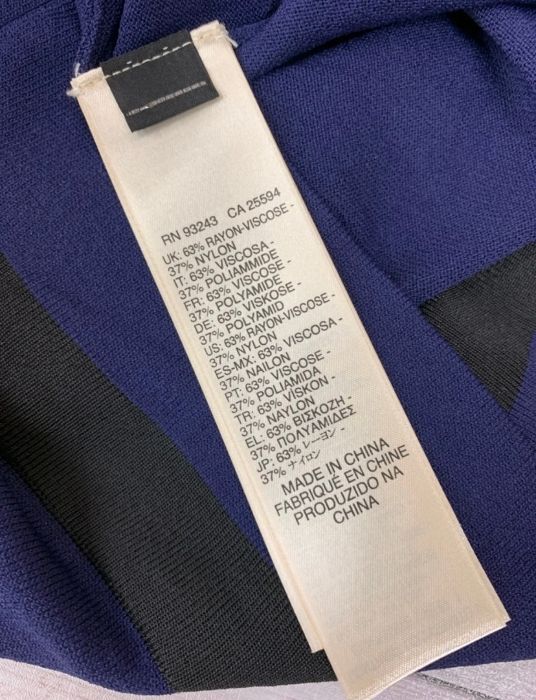 RN 93243 CA 25594
UK: 63% RAYON-VISCOSE -
37% NYLON
IT: 63% VISCOSA -
37% POLIAMMIDE
FR: 63% VISCOSE -
37% POLYAMIDE
DE: 63% VISKOSE -
37% POLYAMID
US: 63% RAYON-VISCOSE -
37% NYLON
ES-MX: 63% VISCOSA -
37% NAILON
PT: 63% VISCOSE -
37% POLIAMIDA
TR: 63% VİSKON -
37% NAYLON
EL: 63% ΒΙΣΚΟΖΗ -
37% ΠΟΛΥΑΜΙΔΕΣ
JP: 63% レーヨン -
37% ナイロン
MADE IN CHINA
FABRIQUÉ EN CHINE
PRODUZIDO NA
CHINA